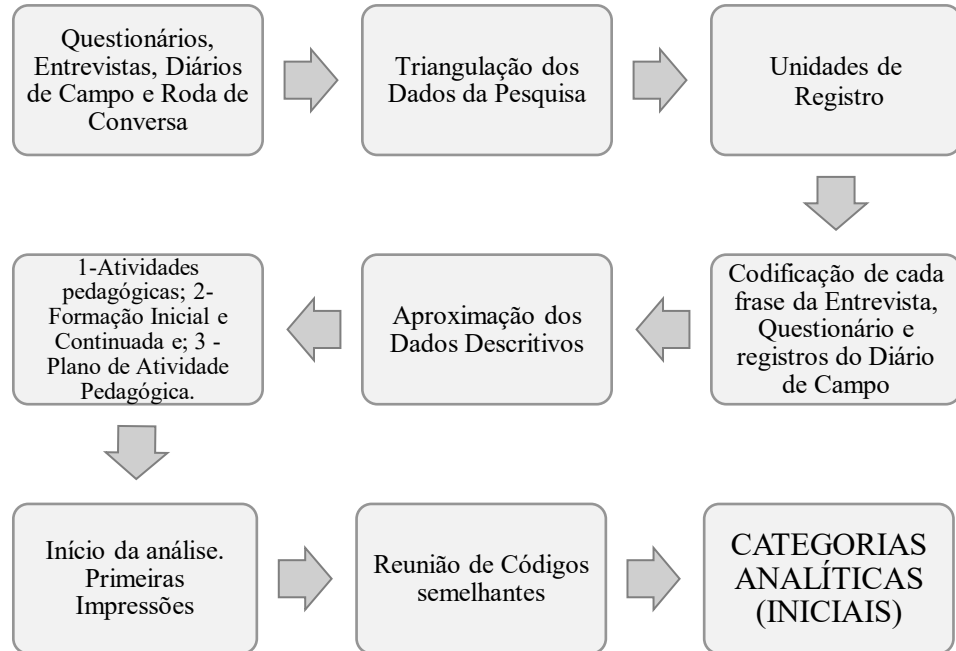 Questionários,
Entrevistas, Diários
de Campo e Roda de
Conversa
Triangulação dos
Dados da Pesquisa
Unidades de
Registro
Codificação de cada
frase da Entrevista,
Questionário e
registros do Diário
de Campo
Aproximação dos
Dados Descritivos
1-Atividades
pedagógicas; 2-
Formação Inicial e
Continuada e; 3 -
Plano de Atividade
Pedagógica.
Início da análise.
Primeiras
Impressões
Reunião de Códigos
semelhantes
CATEGORIAS
ANALÍTICAS
(INICIAIS)